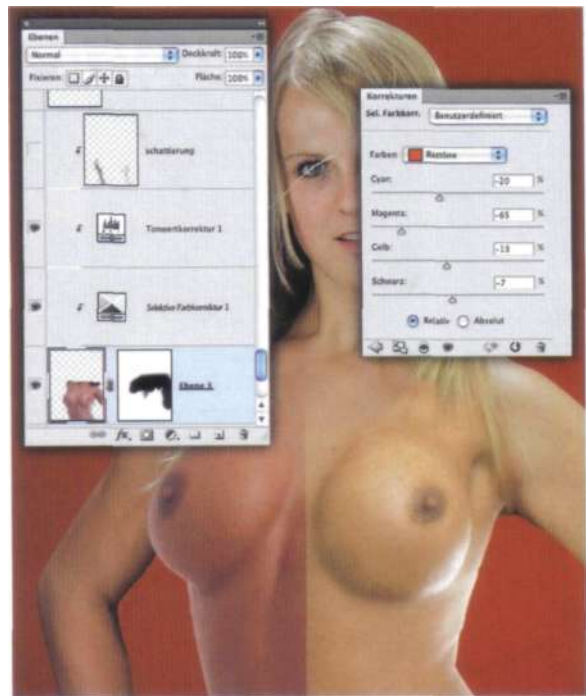 Ebenen
Normal
Deckkraft: 100%
Fixieren:
Fläche: 100%
schattierung
Tonwertkorrektur 1
Selektive Farbkorrektur 1
Ebene 1
Korrekturen
Sel. Farbkorr. Benutzerdefiniert
Farben: Rottöne
Cyan:
-20 %
Magenta:
-65 %
Gelb:
-13 %
Schwarz:
-7 %
Relativ Absolut